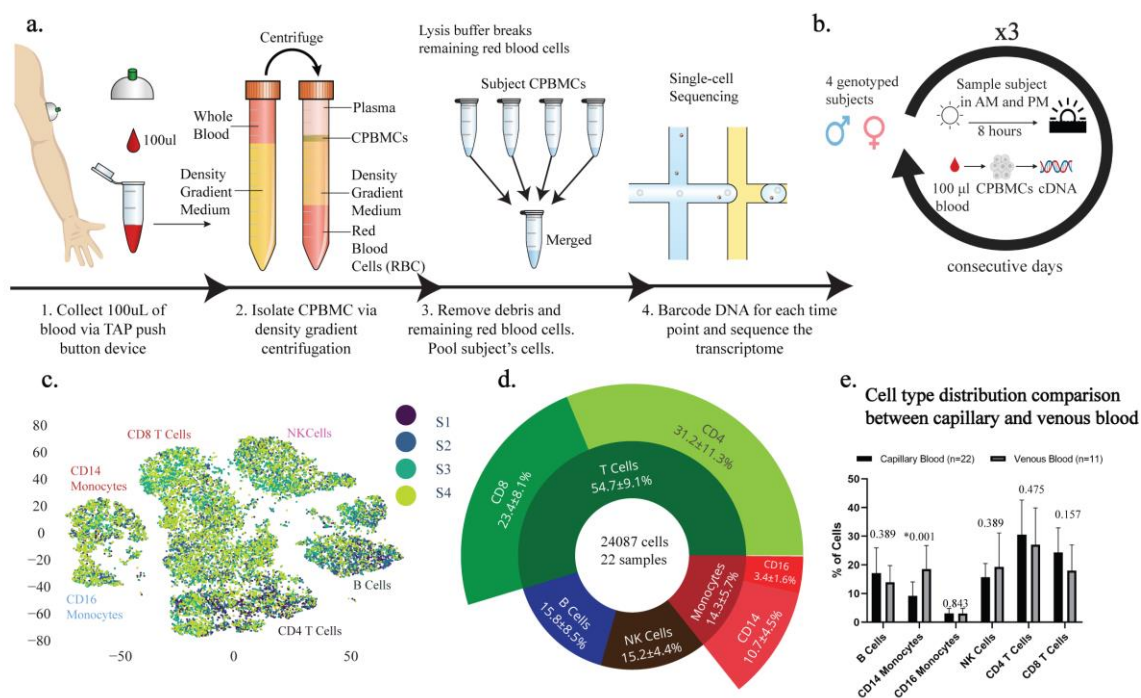 a.
Centrifuge
Whole
Blood
100ul
Density
Gradient
Medium
Plasma
CPBMCs
Density
Gradient
Medium
Red
Blood
Cells (RBC)
Lysis buffer breaks
remaining red blood cells
Subject CPBMCs
Merged
Single-cell
Sequencing
1. Collect 100uL of
blood via TAP push
button device
2. Isolate CPBMC via
density gradient
centrifugation
3. Remove debris and
remaining red blood cells.
Pool subject's cells.
4. Barcode DNA for each time
point and sequence the
transcriptome
b.
x3
4 genotyped
subjects
Sample subject
in AM and PM
8 hours
100 µl
blood
CPBMCs
cDNA
consecutive days
c.
80
60
40
20
0
−20
−40
−60
−80
−50
0
50
CD8 T Cells
NKCells
CD14
Monocytes
CD16
Monocytes
B Cells
CD4 T Cells
S1
S2
S3
S4
d.
CD4
31.2±11.3%
T Cells
54.7±9.1%
CD8
23.4±8.1%
24087 cells
22 samples
CD16
3.4±1.6%
Monocytes
14.3±5.7%
CD14
10.7±4.5%
B Cells
15.8±8.5%
NK Cells
15.2±4.4%
e.
Cell type distribution comparison
between capillary and venous blood
Capillary Blood (n=22)
Venous Blood (n=11)
% of Cells
50
40
30
20
10
0
0.389
*0.001
0.843
0.389
0.475
0.157
B Cells
CD14 Monocytes
CD16 Monocytes
NK Cells
CD4 T Cells
CD8 T Cells